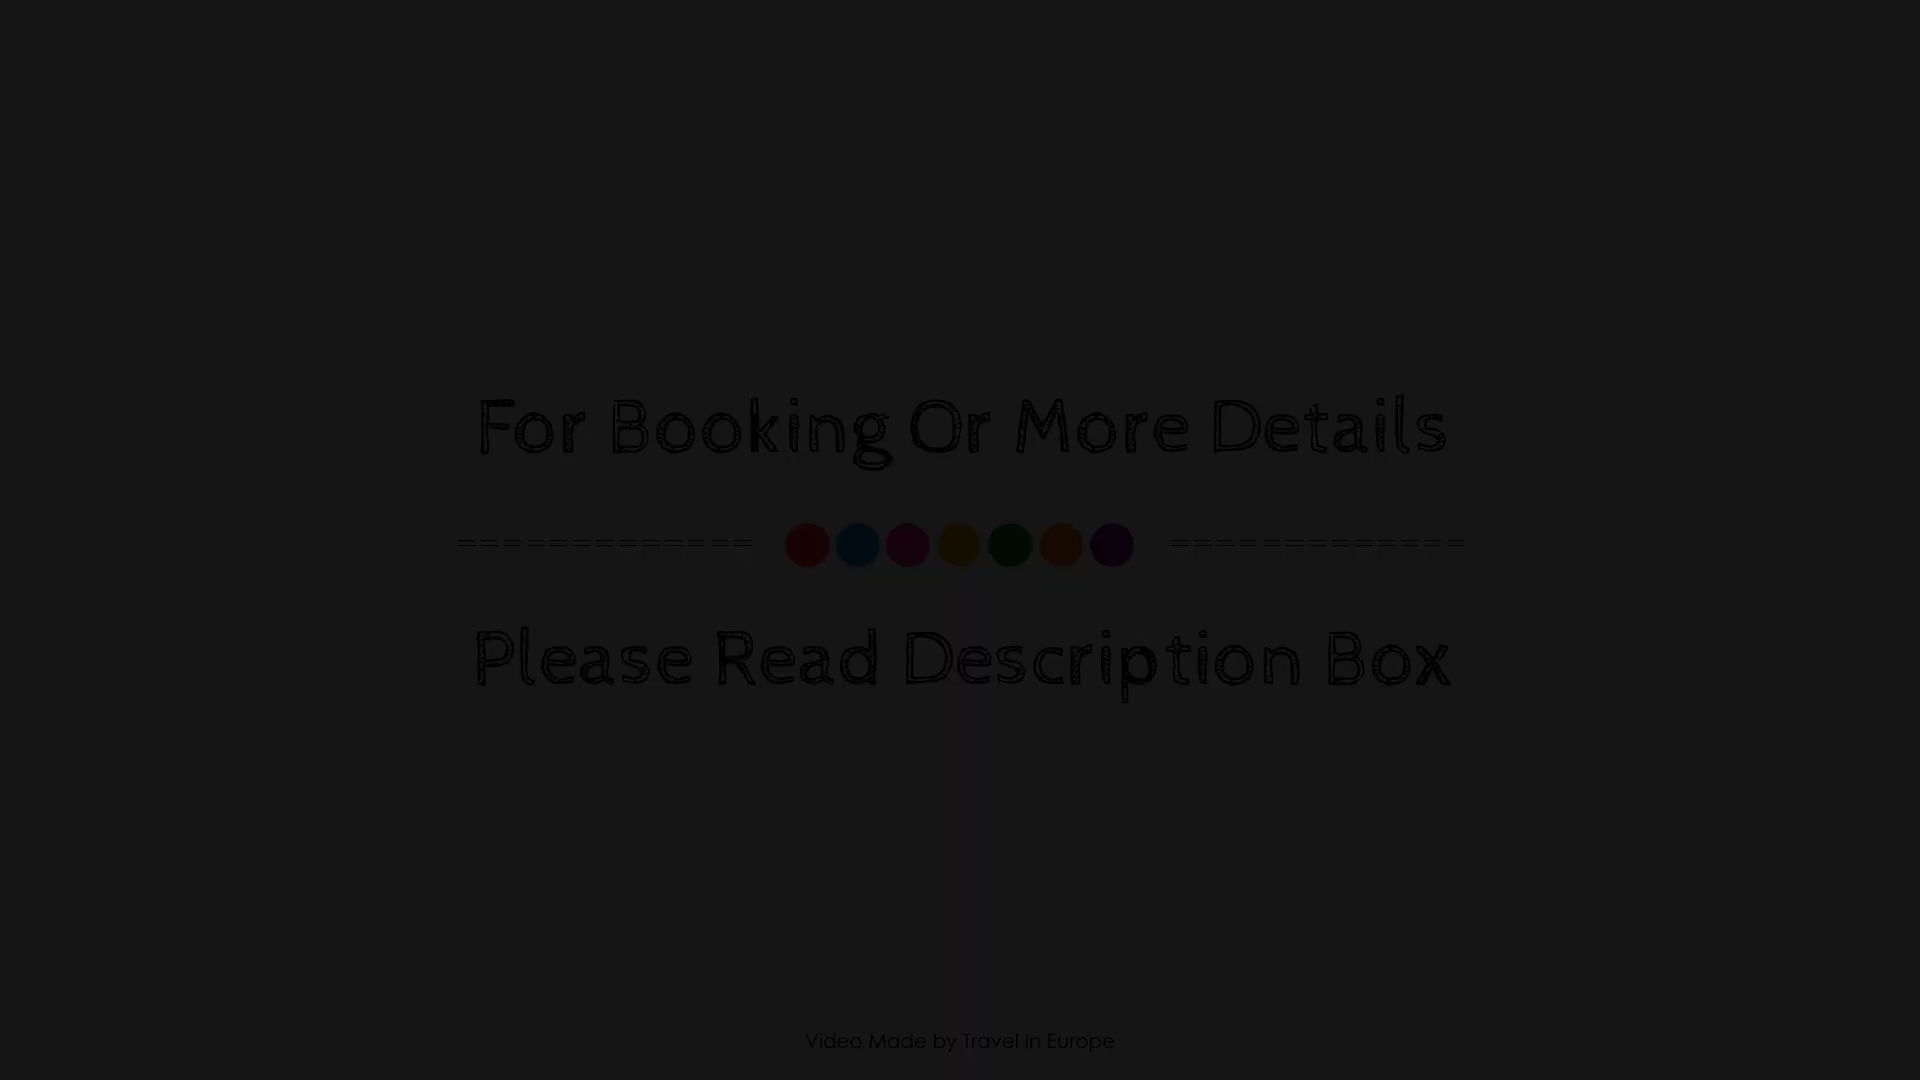 For Booking Or More Details
============= =============
Please Read Description Box
Video Made by Travel In Europe